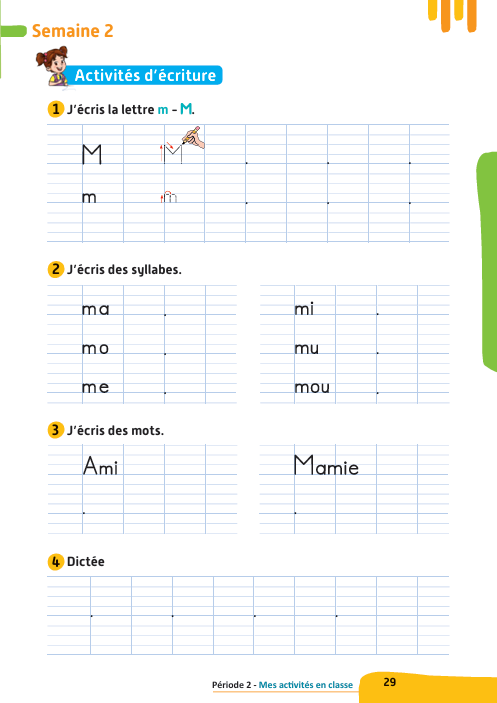 Semaine 2
Activités d'écriture
1 J'écris la lettre m - M.
M M
m m
2 J'écris des syllabes.
ma
mo
me
mi
mu
mou
3 J'écris des mots.
Ami
Mamie
4 Dictée
Période 2 - Mes activités en classe 29